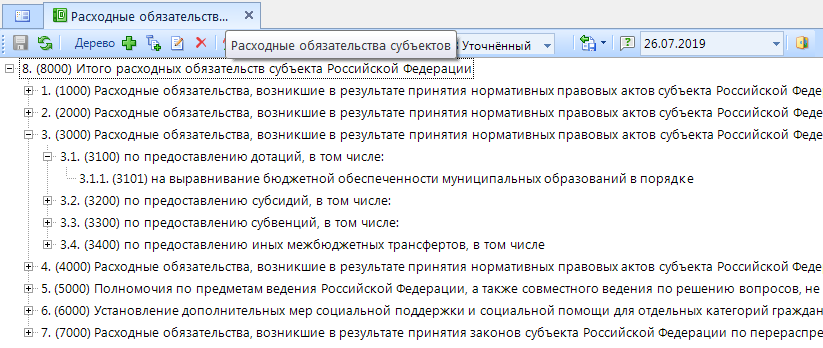 Расходные обязательств...
Дерево
Расходные обязательства субъектов
Уточнённый
26.07.2019
8. (8000) Итого расходных обязательств субъекта Российской Федерации
1. (1000) Расходные обязательства, возникшие в результате принятия нормативных правовых актов субъекта Российской Феде
2. (2000) Расходные обязательства, возникшие в результате принятия нормативных правовых актов субъекта Российской Феде
3. (3000) Расходные обязательства, возникшие в результате принятия нормативных правовых актов субъекта Российской Феде
3.1. (3100) по предоставлению дотаций, в том числе:
3.1.1. (3101) на выравнивание бюджетной обеспеченности муниципальных образований в порядке
3.2. (3200) по предоставлению субсидий, в том числе:
3.3. (3300) по предоставлению субвенций, в том числе:
3.4. (3400) по предоставлению иных межбюджетных трансфертов, в том числе
4. (4000) Расходные обязательства, возникшие в результате принятия нормативных правовых актов субъекта Российской Феде
5. (5000) Полномочия по предметам ведения Российской Федерации, а также совместного ведения по решению вопросов, не
6. (6000) Установление дополнительных мер социальной поддержки и социальной помощи для отдельных категорий граждан
7. (7000) Расходные обязательства, возникшие в результате принятия законов субъекта Российской Федерации по перераспре